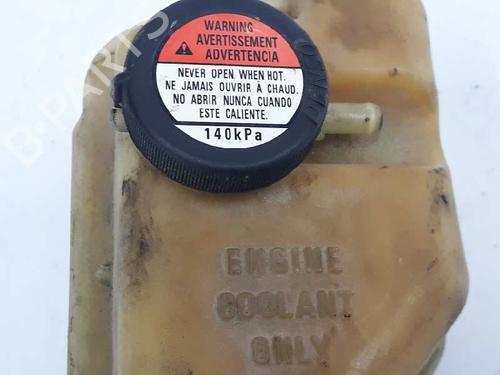 WARNING
AVERTISSEMENT
ADVERTENCIA
NEVER OPEN WHEN HOT.
NE JAMAIS OUVRIR À CHAUD.
NO ABRIR NUNCA CUANDO
ESTE CALIENTE.
140kPa
ENGINE
COOLANT
ONLY
B-PARTS